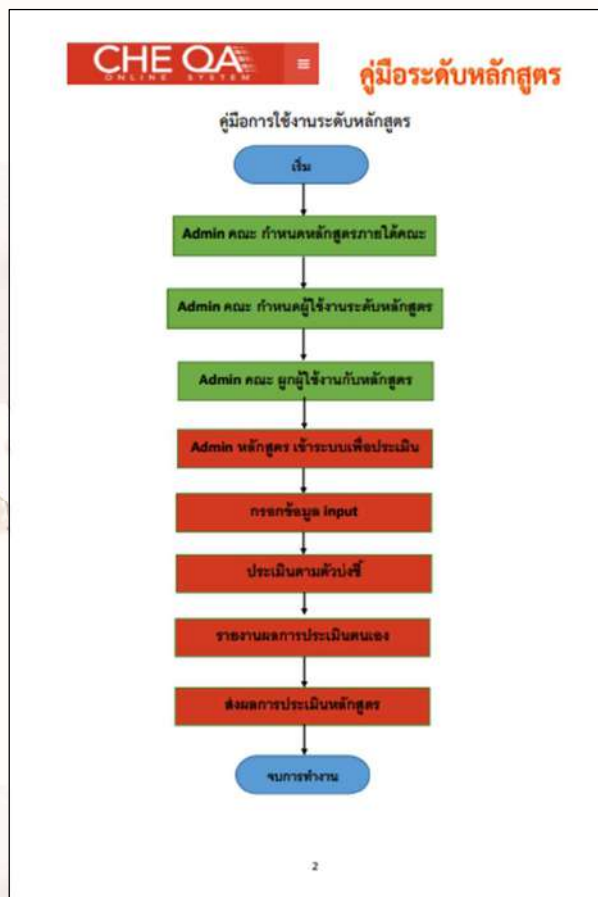 CHE QA
ONLINE SYSTEM
คู่มือระดับหลักสูตร
คู่มือการใช้งานระดับหลักสูตร
เริ่ม
Admin คณะ กำหนดหลักสูตรภายใต้คณะ
Admin คณะ กำหนดผู้ใช้งานระดับหลักสูตร
Admin คณะ ผูกผู้ใช้งานกับหลักสูตร
Admin หลักสูตร เข้าระบบเพื่อประเมิน
กรอกข้อมูล input
ประเมินตามตัวบ่งชี้
รายงานผลการประเมินตนเอง
ส่งผลการประเมินหลักสูตร
จบการทำงาน
2